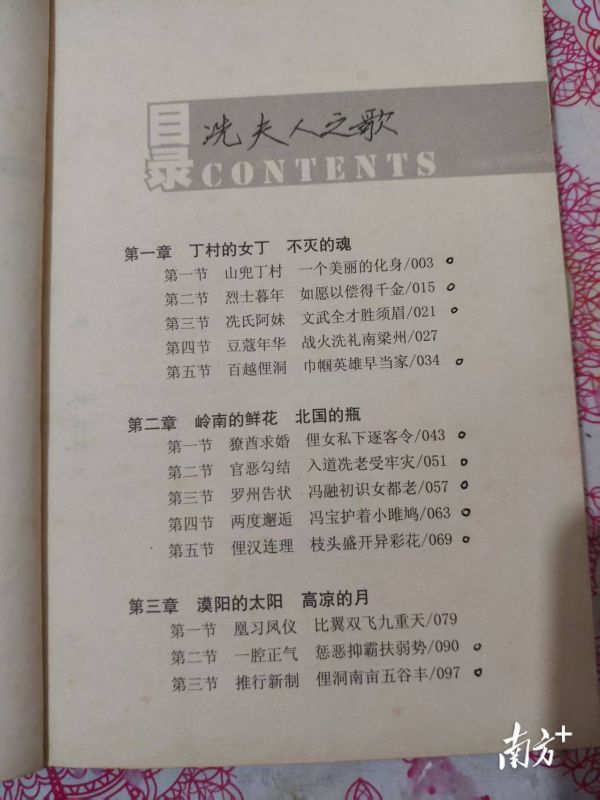 目录
冼夫人之歌
CONTENTS
第一章 丁村的女丁 不灭的魂
第一节 山兜丁村 一个美丽的化身/003
第二节 烈士暮年 如愿以偿得千金/015
第三节 冼氏阿妹 文武全才胜须眉/021
第四节 豆蔻年华 战火洗礼南梁州/027
第五节 百越俚洞 巾帼英雄早当家/034
第二章 岭南的鲜花 北国的瓶
第一节 獠酋求婚 俚女私下逐客令/043
第二节 官恶勾结 入道冼老受牢灾/051
第三节 罗州告状 冯融初识女都老/057
第四节 两度邂逅 冯宝护着小雎鸠/063
第五节 俚汉连理 枝头盛开异彩花/069
第三章 漠阳的太阳 高凉的月
第一节 凰习凤仪 比翼双飞九重天/079
第二节 一腔正气 惩恶抑霸扶弱势/090
第三节 推行新制 俚洞南亩五谷丰/097
南方+